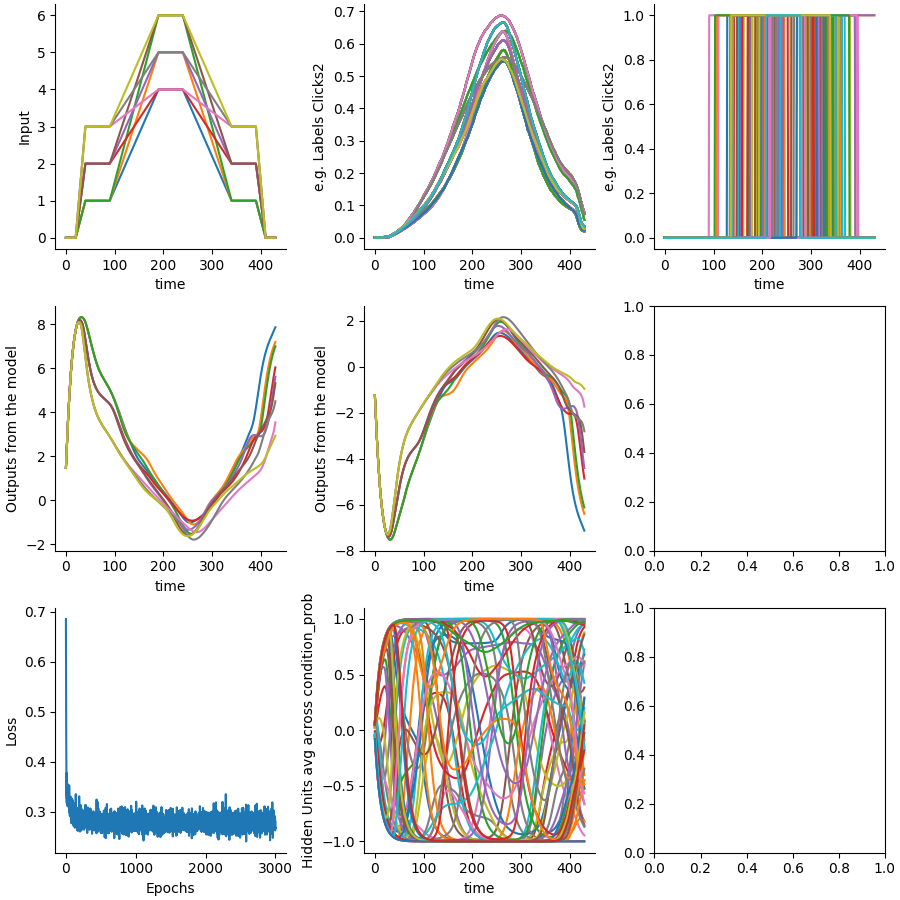 6
5
4
3
2
1
0
Input
0 100 200 300 400
time
0.7
0.6
0.5
0.4
0.3
0.2
0.1
0.0
e.g. Labels Clicks2
0 100 200 300 400
time
1.0
0.8
0.6
0.4
0.2
0.0
e.g. Labels Clicks2
0 100 200 300 400
time
8
6
4
2
0
−2
Outputs from the model
0 100 200 300 400
time
2
0
−2
−4
−6
−8
Outputs from the model
0 100 200 300 400
time
1.0
0.8
0.6
0.4
0.2
0.0
0.0 0.2 0.4 0.6 0.8 1.0
0.7
0.6
0.5
0.4
0.3
Loss
0 1000 2000 3000
Epochs
1.0
0.5
0.0
−0.5
−1.0
Hidden Units avg across condition_prob
0 100 200 300 400
time
1.0
0.8
0.6
0.4
0.2
0.0
0.0 0.2 0.4 0.6 0.8 1.0